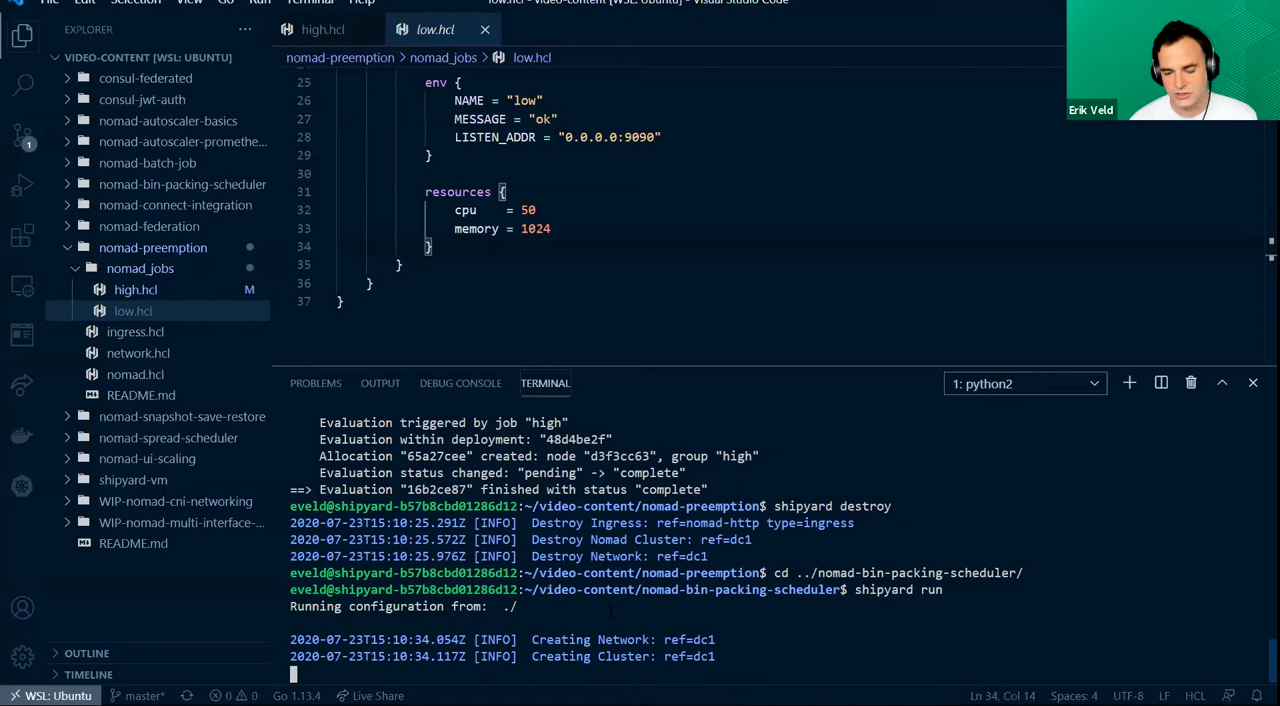 File Edit Selection View Go Run Terminal Help low.hcl - video-content [WSL: Ubuntu] - Visual Studio Code
EXPLORER ···
VIDEO-CONTENT [WSL: UBUNTU]
consul-federated
consul-jwt-auth
nomad-autoscaler-basics
nomad-autoscaler-promethe...
nomad-batch-job
nomad-bin-packing-scheduler
nomad-connect-integration
nomad-federation
nomad-preemption
nomad_jobs
high.hcl M
low.hcl
ingress.hcl
network.hcl
nomad.hcl
README.md
nomad-snapshot-save-restore
nomad-spread-scheduler
nomad-ui-scaling
shipyard-vm
WIP-nomad-cni-networking
WIP-nomad-multi-interface-...
README.md
OUTLINE
TIMELINE
1
high.hcl low.hcl
nomad-preemption > nomad_jobs > low.hcl
25 env {
26 NAME = "low"
27 MESSAGE = "ok"
28 LISTEN_ADDR = "0.0.0.0:9090"
29 }
30
31 resources {
32 cpu = 50
33 memory = 1024
34 }
35 }
36 }
37 }
Erik Veld
PROBLEMS OUTPUT DEBUG CONSOLE TERMINAL 1: python2
Evaluation triggered by job "high"
Evaluation within deployment: "48d4be2f"
Allocation "65a27cee" created: node "d3f3cc63", group "high"
Evaluation status changed: "pending" -> "complete"
==> Evaluation "16b2ce87" finished with status "complete"
eveld@shipyard-b57b8cbd01286d12:~/video-content/nomad-preemption$ shipyard destroy
2020-07-23T15:10:25.291Z [INFO] Destroy Ingress: ref=nomad-http type=ingress
2020-07-23T15:10:25.572Z [INFO] Destroy Nomad Cluster: ref=dc1
2020-07-23T15:10:25.976Z [INFO] Destroy Network: ref=dc1
eveld@shipyard-b57b8cbd01286d12:~/video-content/nomad-preemption$ cd ../nomad-bin-packing-scheduler/
eveld@shipyard-b57b8cbd01286d12:~/video-content/nomad-bin-packing-scheduler$ shipyard run
Running configuration from: ./
2020-07-23T15:10:34.054Z [INFO] Creating Network: ref=dc1
2020-07-23T15:10:34.117Z [INFO] Creating Cluster: ref=dc1
WSL: Ubuntu master* 0 0 Go 1.13.4 Live Share Ln 34, Col 14 Spaces: 4 UTF-8 LF HCL